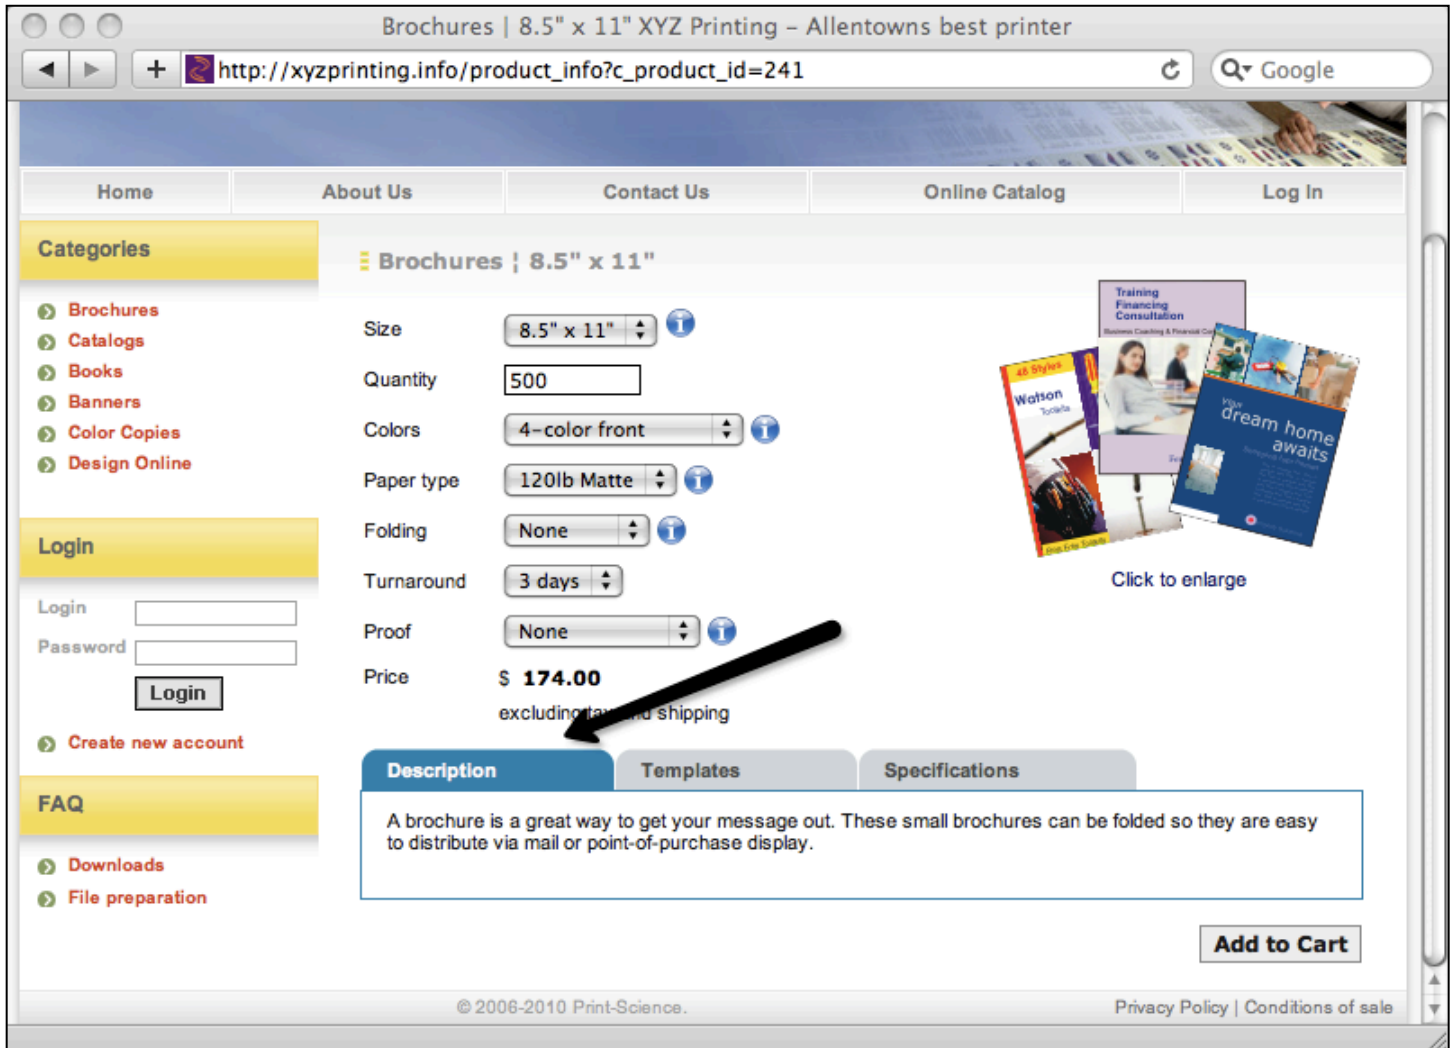 Brochures | 8.5" x 11" XYZ Printing – Allentowns best printer
http://xyzprinting.info/product_info?c_product_id=241
Google
Home About Us Contact Us Online Catalog Log In
Categories
Brochures
Catalogs
Books
Banners
Color Copies
Design Online
Login
Login
Password
Login
Create new account
FAQ
Downloads
File preparation
Brochures ¦ 8.5" x 11"
Size 8.5" x 11"
Quantity 500
Colors 4-color front
Paper type 120lb Matte
Folding None
Turnaround 3 days
Proof None
Price $ 174.00
excluding tax and shipping
Training
Financing
Consultation
48 Styles
Watson
dream home
awaits
Click to enlarge
Description Templates Specifications
A brochure is a great way to get your message out. These small brochures can be folded so they are easy
to distribute via mail or point-of-purchase display.
Add to Cart
© 2006-2010 Print-Science.
Privacy Policy | Conditions of sale